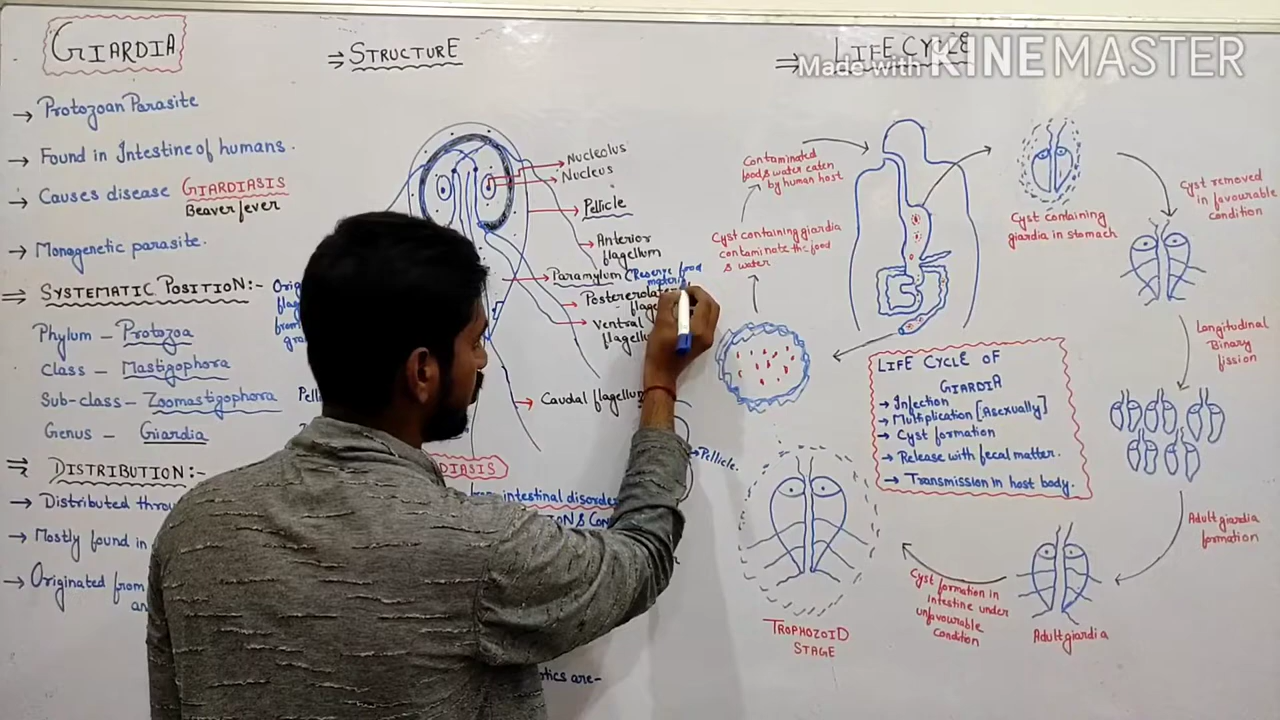 GIARDIA
→ Protozoan Parasite
→ Found in Intestine of humans.
→ Causes disease GIARDIASIS
Beaver fever
→ Monogenetic parasite.
⇒ SYSTEMATIC POSITION:-
Phylum - Protozoa
Class - Mastigophora
Sub-class - Zoomastigophora
Genus - Giardia
⇒ DISTRIBUTION:-
→ Distributed
→ Mostly found in
→ Originated from
⇒ STRUCTURE
Nucleolus
Nucleus
Pellicle
Anterior
flagellum
Paramylum (Reserve food
Ventral
Caudal flagellum
Pellicle.
intestinal disorder
are-
⇒ LIFE CYCLE
Made with KINEMASTER
Contaminated
food & water eaten
by human host
Cyst containing giardia
contaminate the food
& water
Cyst containing
giardia in stomach
Cyst removed
in favourable
condition
Longitudinal
Binary
fission
Adult giardia
formation
Adult giardia
Cyst formation in
intestine under
unfavourable
condition
TROPHOZOID
STAGE
LIFE CYCLE OF
GIARDIA
→ Infection
→ Multiplication [Asexually]
→ Cyst formation
→ Release with fecal matter.
→ Transmission in host body.